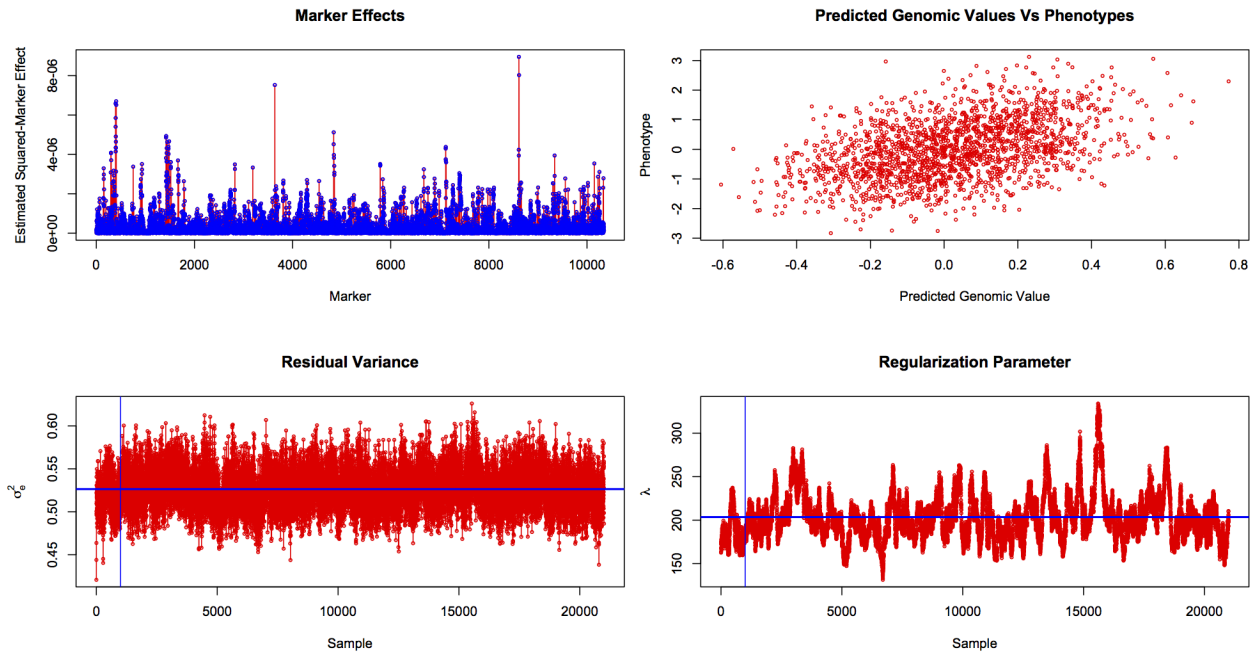 Marker Effects
Estimated Squared-Marker Effect
0e+00 4e-06 8e-06
0 2000 4000 6000 8000 10000
Marker
Predicted Genomic Values Vs Phenotypes
Phenotype
-3 -2 -1 0 1 2 3
-0.6 -0.4 -0.2 0.0 0.2 0.4 0.6 0.8
Predicted Genomic Value
Residual Variance
σ²ₑ
0.45 0.50 0.55 0.60
0 5000 10000 15000 20000
Sample
Regularization Parameter
λ
150 200 250 300
0 5000 10000 15000 20000
Sample